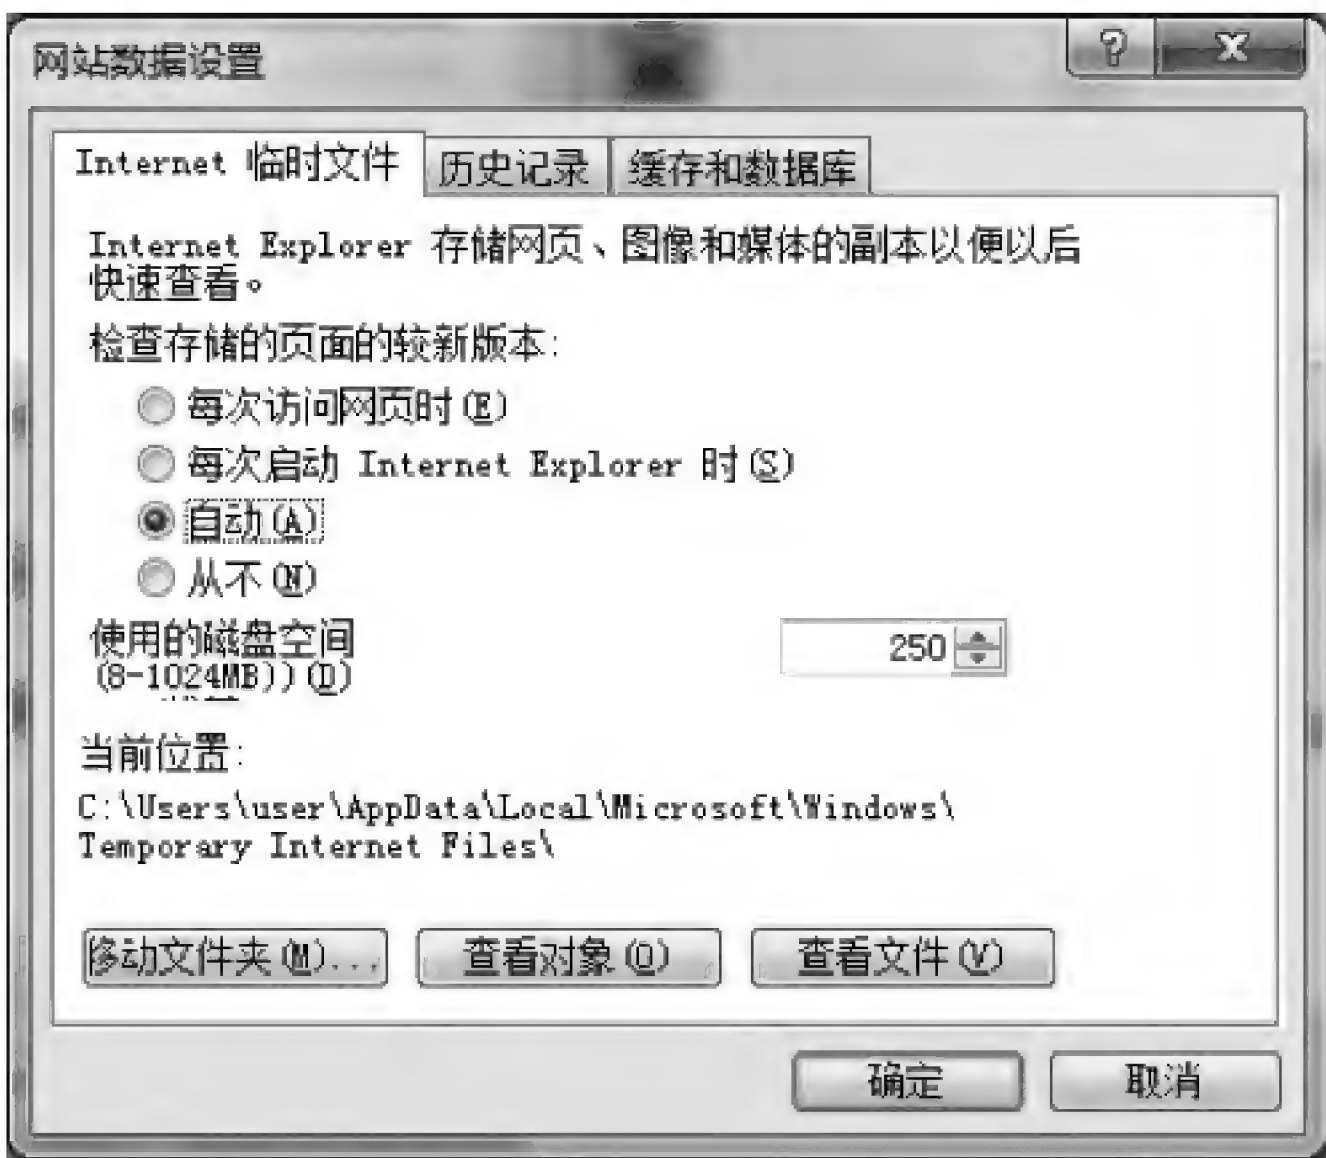 网站数据设置
Internet 临时文件 历史记录 缓存和数据库
Internet Explorer 存储网页、图像和媒体的副本以便以后
快速查看。
检查存储的页面的较新版本:
每次访问网页时(E)
每次启动 Internet Explorer 时(S)
自动(A)
从不(N)
使用的磁盘空间 250
(8-1024MB))(D)
当前位置:
C:\Users\user\AppData\Local\Microsoft\Windows\
Temporary Internet Files\
移动文件夹(M)... 查看对象(O) 查看文件(V)
确定 取消